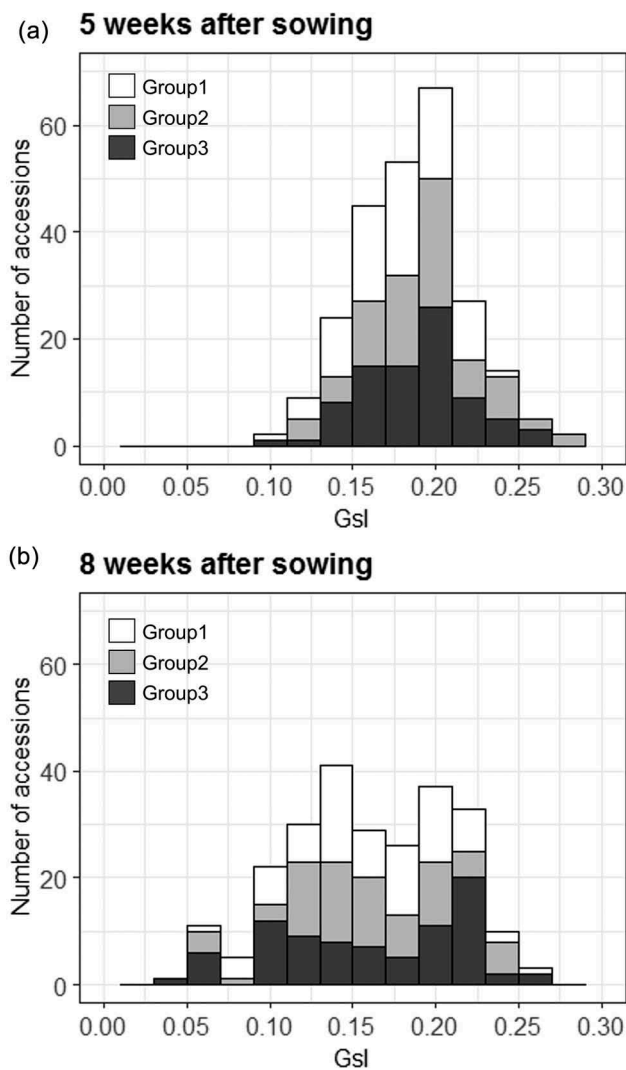 (a) 5 weeks after sowing
Group1
Group2
Group3
Number of accessions
60
40
20
0
0.00 0.05 0.10 0.15 0.20 0.25 0.30
Gsl
(b) 8 weeks after sowing
Group1
Group2
Group3
Number of accessions
60
40
20
0
0.00 0.05 0.10 0.15 0.20 0.25 0.30
Gsl